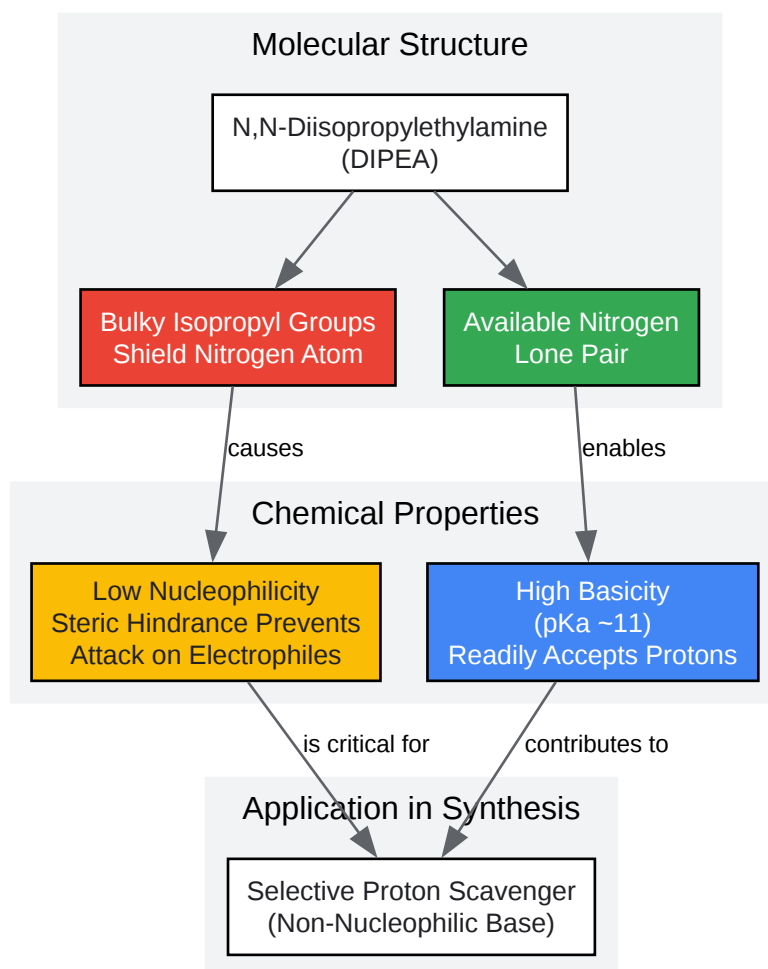 Molecular Structure
N,N-Diisopropylethylamine
(DIPEA)
Bulky Isopropyl Groups
Shield Nitrogen Atom
Available Nitrogen
Lone Pair
causes
enables
Chemical Properties
Low Nucleophilicity
Steric Hindrance Prevents
Attack on Electrophiles
High Basicity
(pKa ~11)
Readily Accepts Protons
is critical for
contributes to
Application in Synthesis
Selective Proton Scavenger
(Non-Nucleophilic Base)